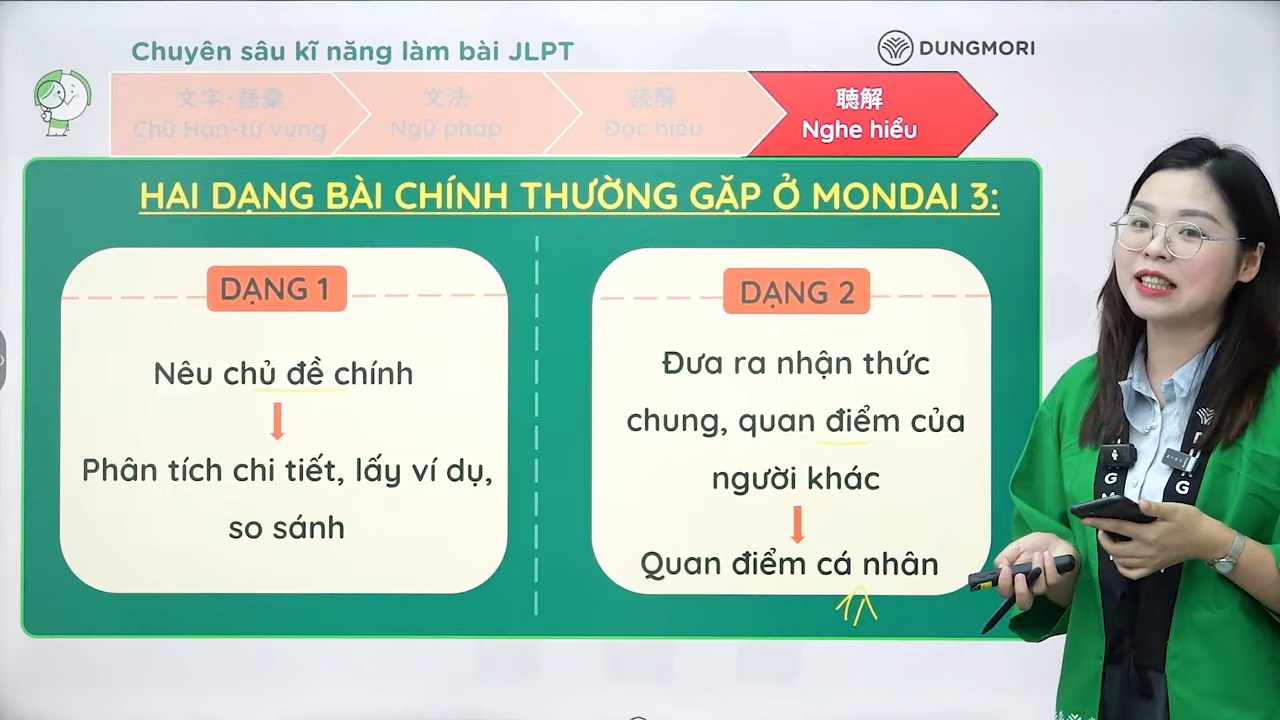 Chuyên sâu kĩ năng làm bài JLPT
DUNGMORI
文字・語彙
Chữ Hán-từ vựng
文法
Ngữ pháp
読解
Đọc hiểu
聴解
Nghe hiểu
HAI DẠNG BÀI CHÍNH THƯỜNG GẶP Ở MONDAI 3:
DẠNG 1
Nêu chủ đề chính
Phân tích chi tiết, lấy ví dụ,
so sánh
DẠNG 2
Đưa ra nhận thức
chung, quan điểm của
người khác
Quan điểm cá nhân